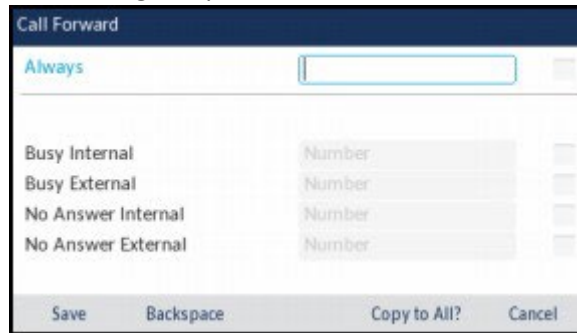 Call Forward
Always
Busy Internal Number
Busy External Number
No Answer Internal Number
No Answer External Number
Save Backspace Copy to All? Cancel